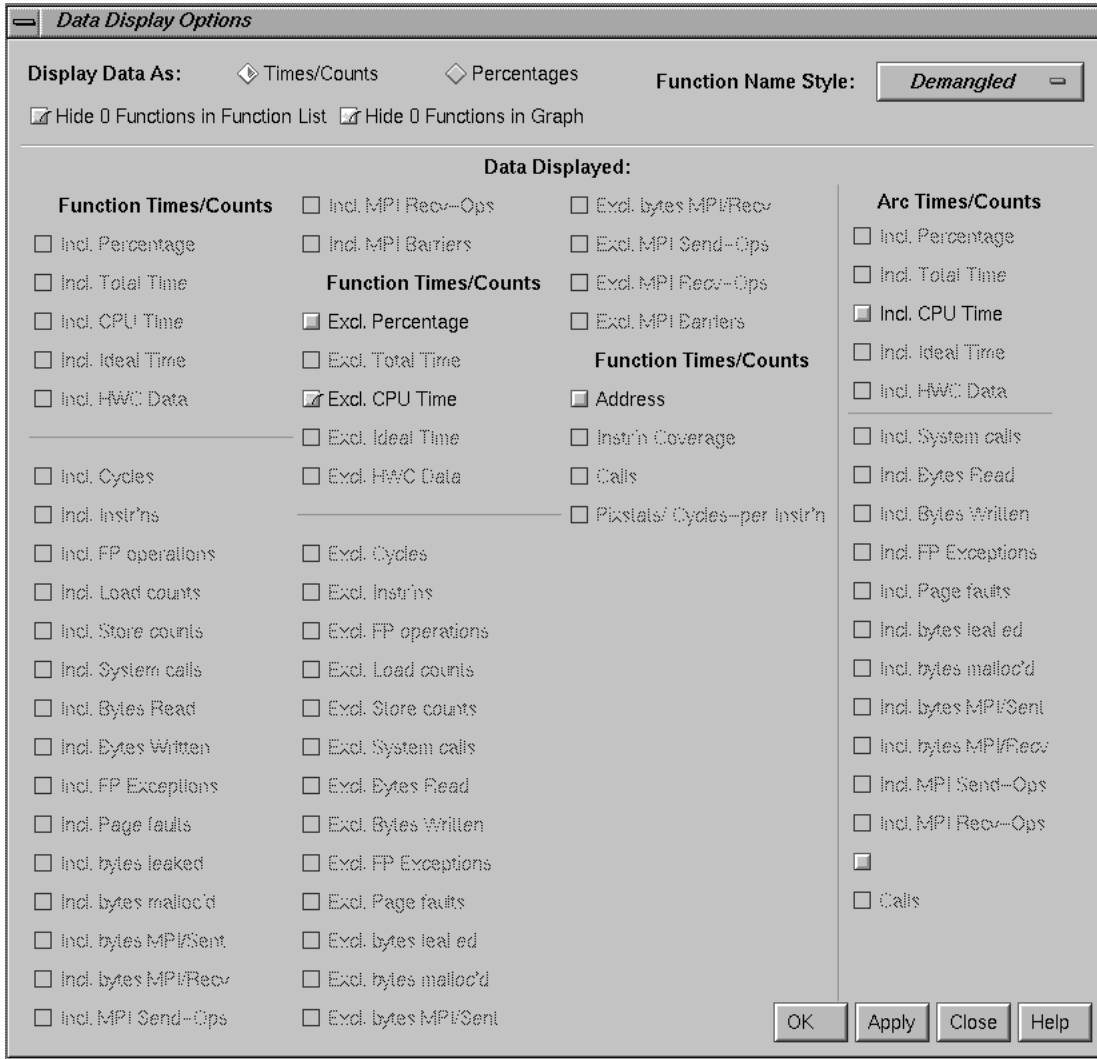 Data Display Options
Display Data As: Times/Counts Percentages Function Name Style: Demangled
Hide 0 Functions in Function List Hide 0 Functions in Graph
Data Displayed:
Function Times/Counts
Incl. Percentage
Incl. Total Time
Incl. CPU Time
Incl. Ideal Time
Incl. HWC Data
Incl. Cycles
Incl. Instr'ns
Incl. FP operations
Incl. Load counts
Incl. Store counts
Incl. System calls
Incl. Bytes Read
Incl. Bytes Written
Incl. FP Exceptions
Incl. Page faults
Incl. bytes leaked
Incl. bytes malloc'd
Incl. bytes MPI/Sent
Incl. bytes MPI/Recv
Incl. MPI Send-Ops
Incl. MPI Recv-Ops
Incl. MPI Barriers
Function Times/Counts
Excl. Percentage
Excl. Total Time
Excl. CPU Time
Excl. Ideal Time
Excl. HWC Data
Excl. Cycles
Excl. Instr'ns
Excl. FP operations
Excl. Load counts
Excl. Store counts
Excl. System calls
Excl. Bytes Read
Excl. Bytes Written
Excl. FP Exceptions
Excl. Page faults
Excl. bytes leaked
Excl. bytes malloc'd
Excl. bytes MPI/Sent
Excl. bytes MPI/Recv
Excl. MPI Send-Ops
Excl. MPI Recv-Ops
Excl. MPI Barriers
Function Times/Counts
Address
Instr'n Coverage
Calls
Pixstats/ Cycles-per Instr'n
Arc Times/Counts
Incl. Percentage
Incl. Total Time
Incl. CPU Time
Incl. Ideal Time
Incl. HWC Data
Incl. System calls
Incl. Bytes Read
Incl. Bytes Written
Incl. FP Exceptions
Incl. Page faults
Incl. bytes leaked
Incl. bytes malloc'd
Incl. bytes MPI/Sent
Incl. bytes MPI/Recv
Incl. MPI Send-Ops
Incl. MPI Recv-Ops
Calls
OK Apply Close Help